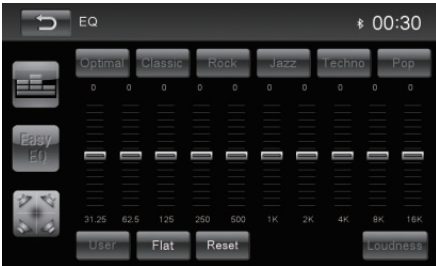 EQ 00:30
Optimal Classic Rock Jazz Techno Pop
0 0 0 0 0 0 0 0 0 0
Easy
EQ
31.25 62.5 125 250 500 1K 2K 4K 8K 16K
User Flat Reset Loudness